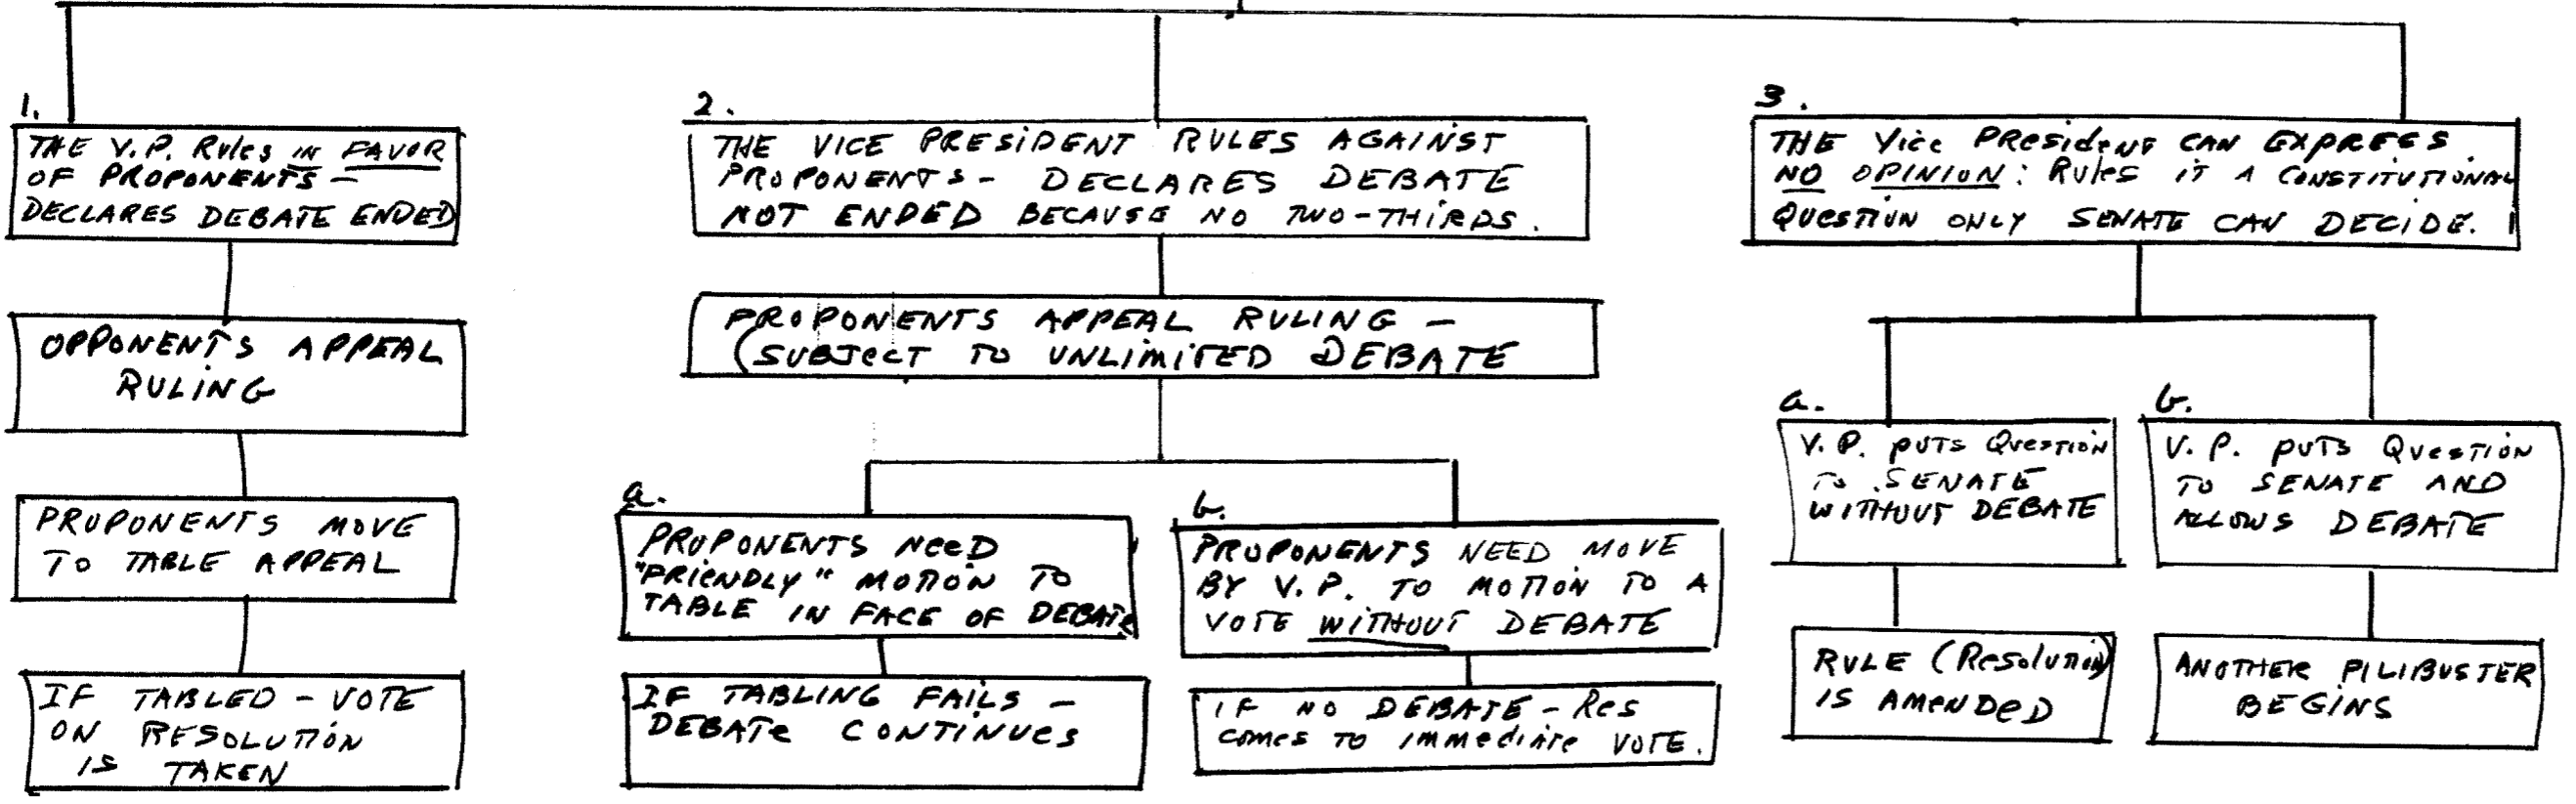 1.
THE V.P. Rules IN FAVOR
OF PROPONENTS -
DECLARES DEBATE ENDED
OPPONENTS APPEAL
RULING
PROPONENTS MOVE
TO TABLE APPEAL
IF TABLED - VOTE
ON RESOLUTION
IS TAKEN
2.
THE VICE PRESIDENT RULES AGAINST
PROPONENTS - DECLARES DEBATE
NOT ENDED BECAUSE NO TWO-THIRDS.
PROPONENTS APPEAL RULING -
(SUBJECT TO UNLIMITED DEBATE
a.
PROPONENTS NEED
"FRIENDLY" MOTION TO
TABLE IN FACE OF DEBATE
IF TABLING FAILS -
DEBATE CONTINUES
b.
PROPONENTS NEED MOVE
BY V.P. TO MOTION TO A
VOTE WITHOUT DEBATE
IF NO DEBATE - Res
comes TO immediate VOTE.
3.
THE Vice PRESIDENT CAN EXPRESS
NO OPINION: Rules IT A CONSTITUTIONAL
QUESTION ONLY SENATE CAN DECIDE.
a.
V.P. PUTS QUESTION
TO SENATE
WITHOUT DEBATE
RULE (Resolution)
IS AMENDED
b.
V.P. PUTS QUESTION
TO SENATE AND
ALLOWS DEBATE
ANOTHER FILIBUSTER
BEGINS